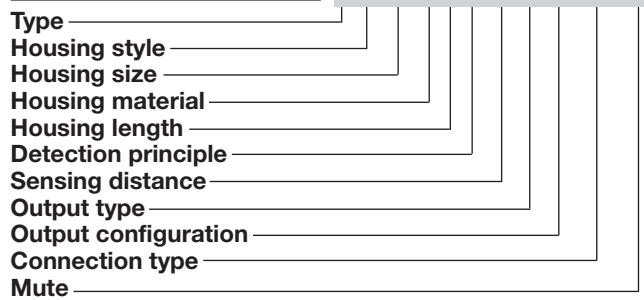 Type
Housing style
Housing size
Housing material
Housing length
Detection principle
Sensing distance
Output type
Output configuration
Connection type
Mute